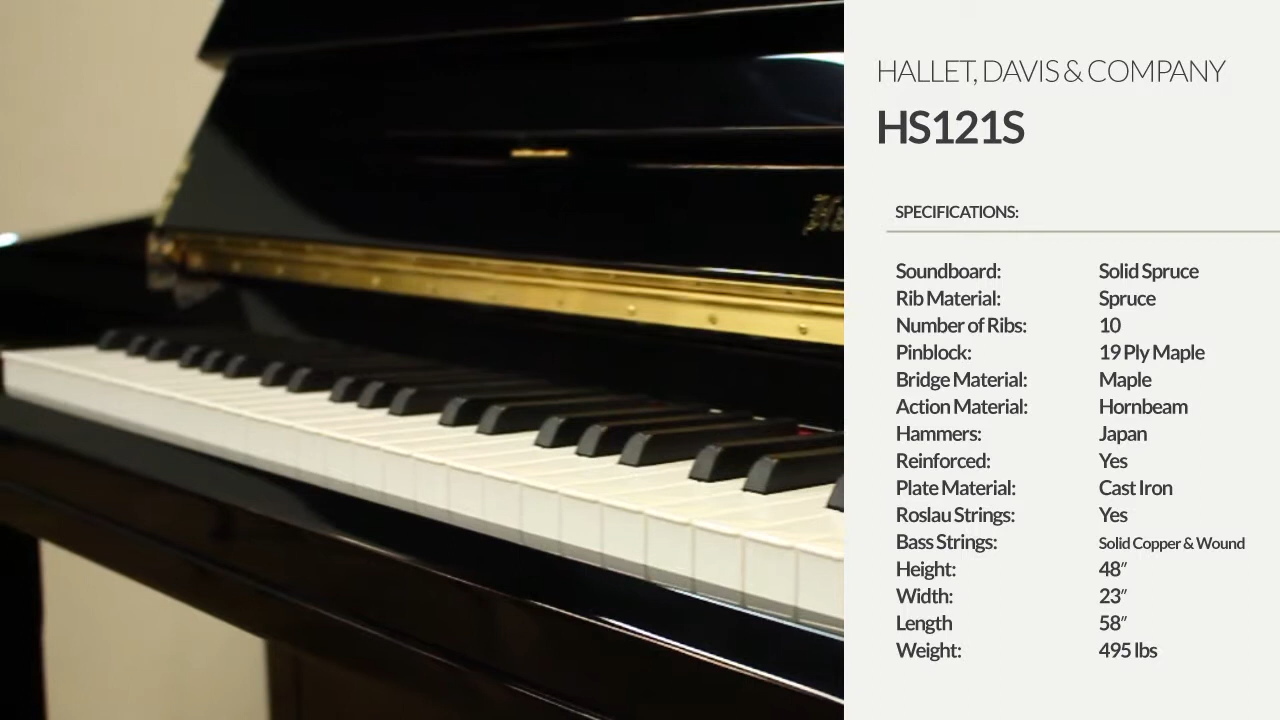 HALLET, DAVIS & COMPANY
HS121S
SPECIFICATIONS:
Soundboard: Solid Spruce
Rib Material: Spruce
Number of Ribs: 10
Pinblock: 19 Ply Maple
Bridge Material: Maple
Action Material: Hornbeam
Hammers: Japan
Reinforced: Yes
Plate Material: Cast Iron
Roslau Strings: Yes
Bass Strings: Solid Copper & Wound
Height: 48″
Width: 23″
Length 58″
Weight: 495 lbs